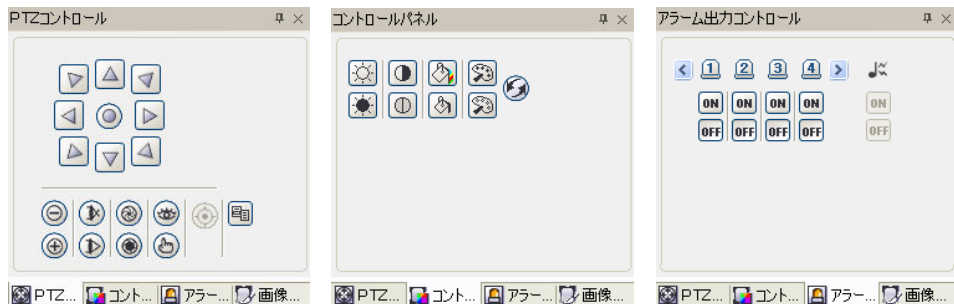 PTZコントロール
PTZ... コント... アラー... 画像...
コントロールパネル
PTZ... コント... アラー... 画像...
アラーム出力コントロール
1 2 3 4
ON ON ON ON ON
OFF OFF OFF OFF OFF
PTZ... コント... アラー... 画像...